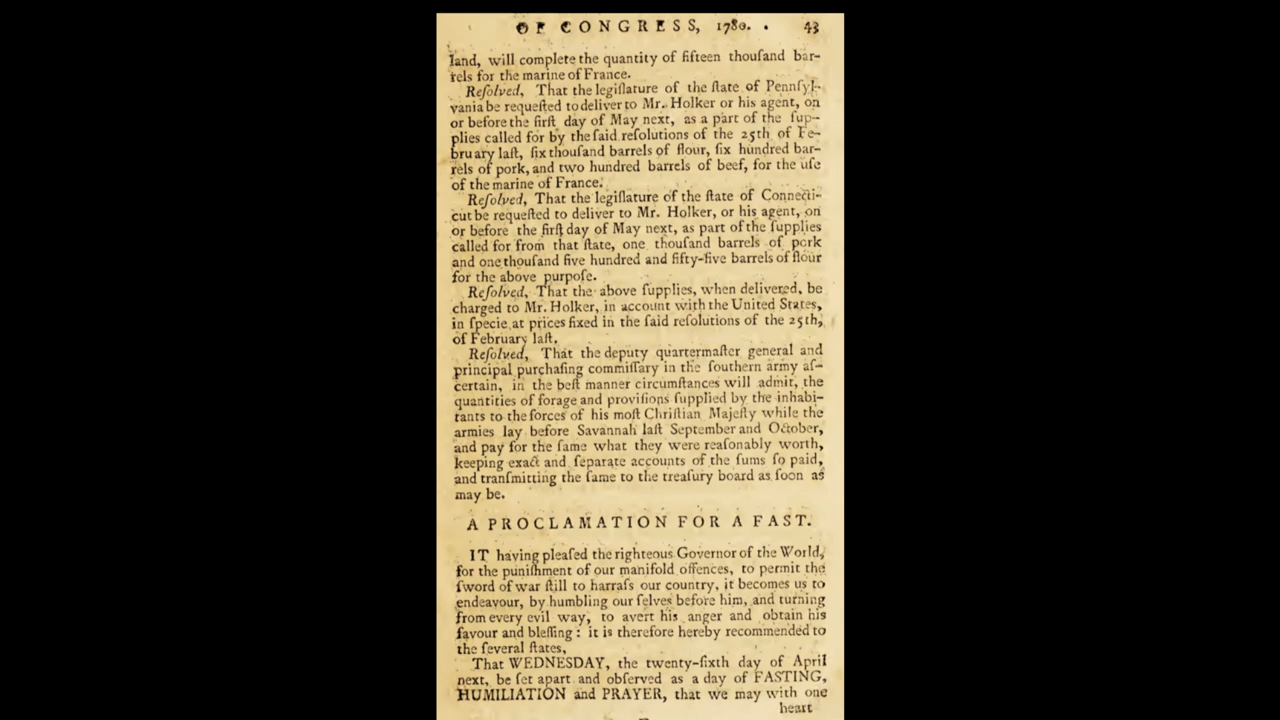 OF CONGRESS, 1780. 43
land, will complete the quantity of fifteen thouſand bar-
rels for the marine of France.
Reſolved, That the legiſlature of the ſtate of Pennſyl-
vania be requeſted to deliver to Mr. Holker or his agent, on
or before the firſt day of May next, as a part of the ſup-
plies called for by the ſaid reſolutions of the 25th of Fe-
bruary laſt, ſix thouſand barrels of flour, ſix hundred bar-
rels of pork, and two hundred barrels of beef, for the uſe
of the marine of France.
Reſolved, That the legiſlature of the ſtate of Connecti-
cut be requeſted to deliver to Mr. Holker, or his agent, on
or before the firſt day of May next, as part of the ſupplies
called for from that ſtate, one thouſand barrels of pork
and one thouſand five hundred and fifty-five barrels of flour
for the above purpoſe.
Reſolved, That the above ſupplies, when delivered, be
charged to Mr. Holker, in account with the United States,
in ſpecie at prices fixed in the ſaid reſolutions of the 25th,
of February laſt.
Reſolved, That the deputy quartermaſter general and
principal purchaſing commiſſary in the ſouthern army aſ-
certain, in the beſt manner circumſtances will admit, the
quantities of forage and proviſions ſupplied by the inhabi-
tants to the forces of his moſt Chriſtian Majeſty while the
armies lay before Savannah laſt September and October,
and pay for the ſame what they were reaſonably worth,
keeping exact and ſeparate accounts of the ſums ſo paid,
and tranſmitting the ſame to the treaſury board as ſoon as
may be.
A PROCLAMATION FOR A FAST.
IT having pleaſed the righteous Governor of the World,
for the puniſhment of our manifold offences, to permit the
ſword of war ſtill to harraſs our country, it becomes us to
endeavour, by humbling our ſelves before him, and turning
from every evil way, to avert his anger and obtain his
favour and bleſſing : it is therefore hereby recommended to
the ſeveral ſtates,
That WEDNESDAY, the twenty-ſixth day of April
next, be ſet apart and obſerved as a day of FASTING,
HUMILIATION and PRAYER, that we may with one
heart